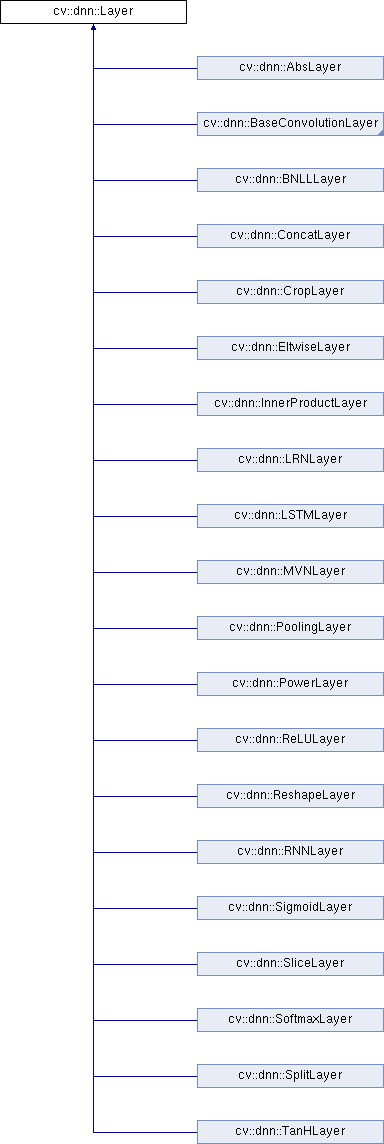 cv::dnn::Layer
cv::dnn::AbsLayer
cv::dnn::BaseConvolutionLayer
cv::dnn::BNLLLayer
cv::dnn::ConcatLayer
cv::dnn::CropLayer
cv::dnn::EltwiseLayer
cv::dnn::InnerProductLayer
cv::dnn::LRNLayer
cv::dnn::LSTMLayer
cv::dnn::MVNLayer
cv::dnn::PoolingLayer
cv::dnn::PowerLayer
cv::dnn::ReLULayer
cv::dnn::ReshapeLayer
cv::dnn::RNNLayer
cv::dnn::SigmoidLayer
cv::dnn::SliceLayer
cv::dnn::SoftmaxLayer
cv::dnn::SplitLayer
cv::dnn::TanHLayer